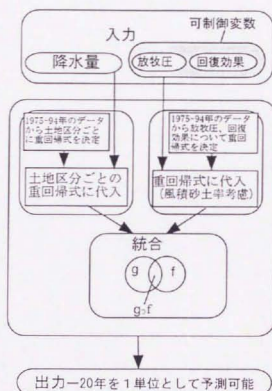 可制御変数
入力
降水量
放牧圧
回復効果
1975-94年のデータ
から土地区分ごと
に重回帰式を決定
1975-94年のデータ
から放牧圧、回復
効果について重回
帰式を決定
土地区分ごとの
重回帰式に代入
重回帰式に代入
(風積砂土率考慮)
統合
g
f
g∩f
出力ー20年を1単位として予測可能